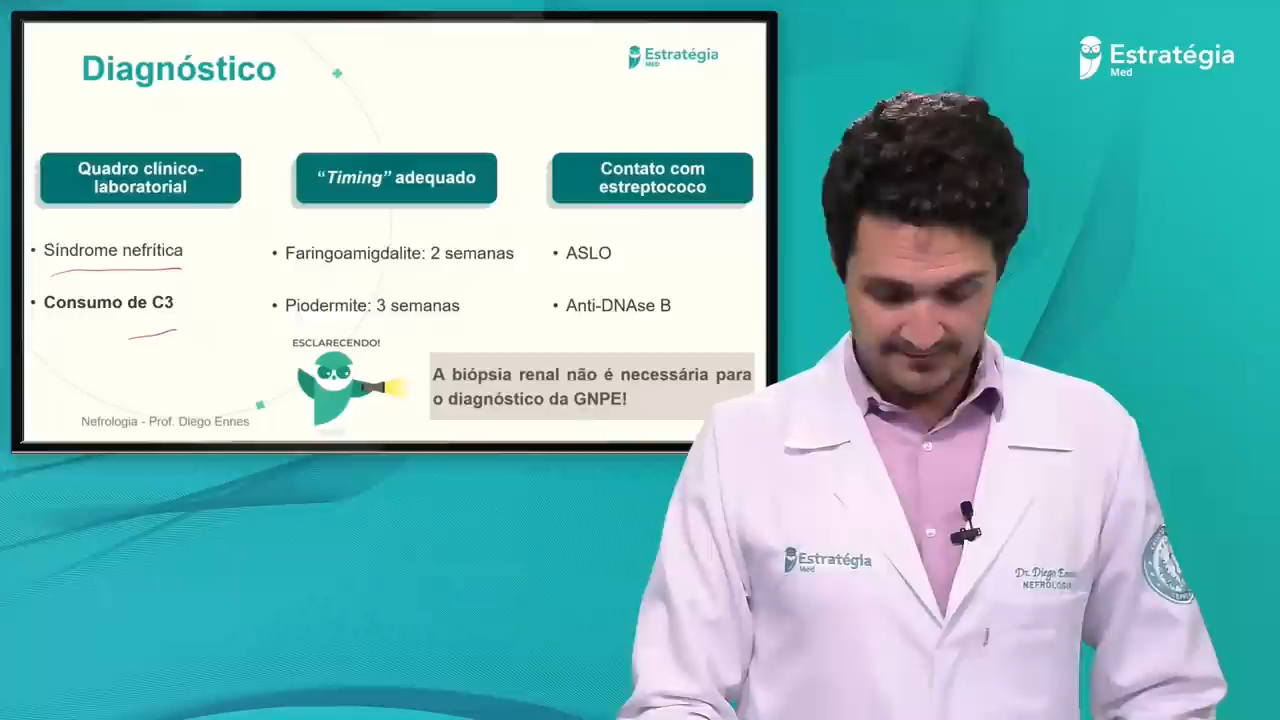 Diagnóstico
Estratégia
MED
Estratégia
Med
Quadro clínico-
laboratorial
“Timing” adequado
Contato com
estreptococo
• Síndrome nefrítica
• Consumo de C3
• Faringoamigdalite: 2 semanas
• Piodermite: 3 semanas
• ASLO
• Anti-DNAse B
ESCLARECENDO!
A biópsia renal não é necessária para
o diagnóstico da GNPE!
Nefrologia - Prof. Diego Ennes
Estratégia
Med
Dr. Diego